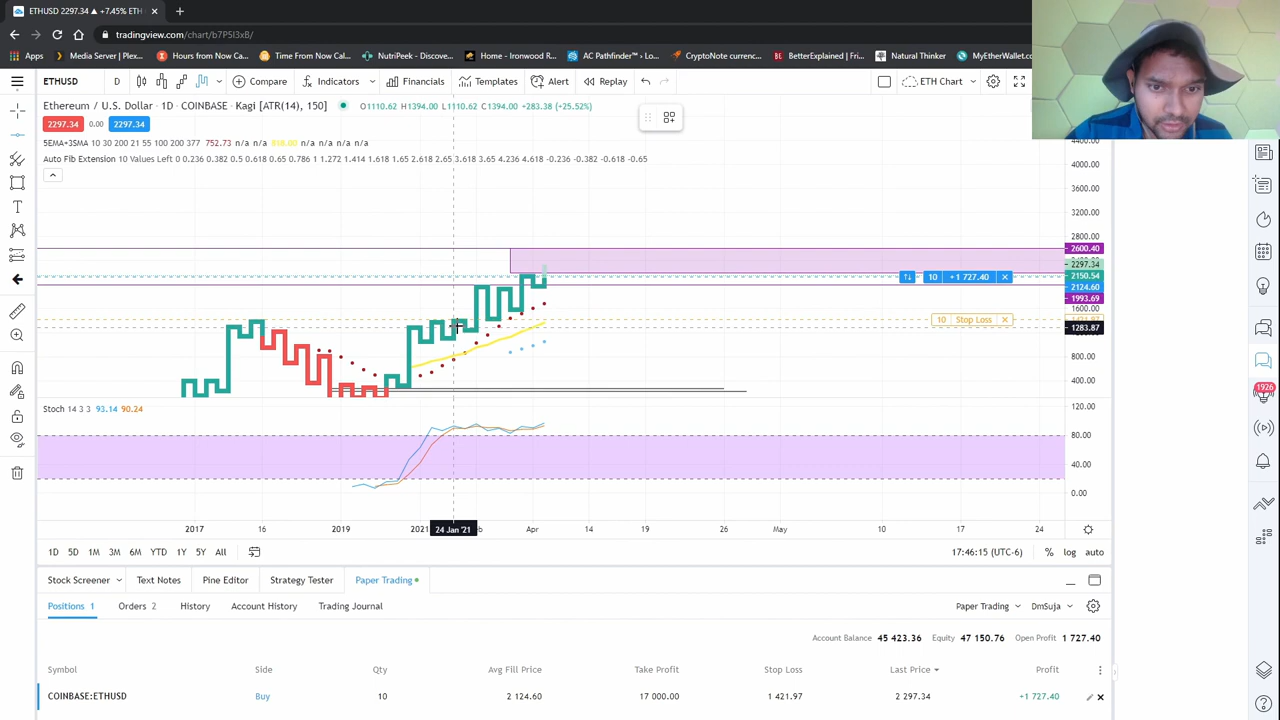 ETHUSD 2297.34 ▲ +7.45% ETH
tradingview.com/chart/b7P5I3xB/
Apps Media Server | Plex... Hours from Now Cal... Time From Now Cal... NutriPeek - Discove... Home - Ironwood R... AC Pathfinder™ › Lo... CryptoNote currenc... BetterExplained | Fri... Natural Thinker MyEtherWallet.co
ETHUSD D Compare Indicators Financials Templates Alert Replay ETH Chart
Ethereum / U.S. Dollar · 1D · COINBASE · Kagi [ATR(14), 150] O1110.62 H1394.00 L1110.62 C1394.00 +283.38 (+25.52%)
2297.34 0.00 2297.34
5EMA+3SMA 10 30 200 21 55 100 200 377 752.73 n/a n/a 818.00 n/a n/a n/a n/a
Auto Fib Extension 10 Values Left 0 0.236 0.382 0.5 0.618 0.65 0.786 1 1.272 1.414 1.618 1.65 2.618 2.65 3.618 3.65 4.236 4.618 -0.236 -0.382 -0.618 -0.65
4400.00
4000.00
3600.00
3200.00
2800.00
2600.40
2297.34
2150.54
10 +1 727.40
2124.60
1993.69
1600.00
10 Stop Loss
1283.87
800.00
400.00
Stoch 14 3 3 93.14 90.24
120.00
80.00
40.00
0.00
2017 16 2019 2021 24 Jan '21 Apr 14 19 26 May 10 17 24
1D 5D 1M 3M 6M YTD 1Y 5Y All 17:46:15 (UTC-6) % log auto
1926
Stock Screener Text Notes Pine Editor Strategy Tester Paper Trading
Positions 1 Orders 2 History Account History Trading Journal Paper Trading DmSuja
Account Balance 45 423.36 Equity 47 150.76 Open Profit 1 727.40
Symbol Side Qty Avg Fill Price Take Profit Stop Loss Last Price Profit
COINBASE:ETHUSD Buy 10 2 124.60 17 000.00 1 421.97 2 297.34 +1 727.40